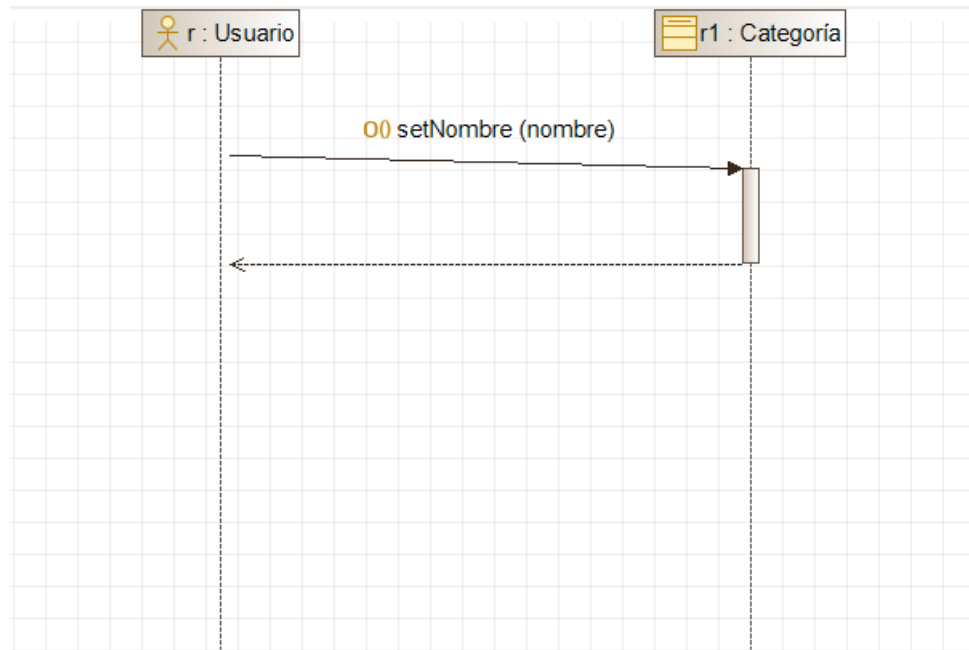 r : Usuario
r1 : Categoría
O() setNombre (nombre)